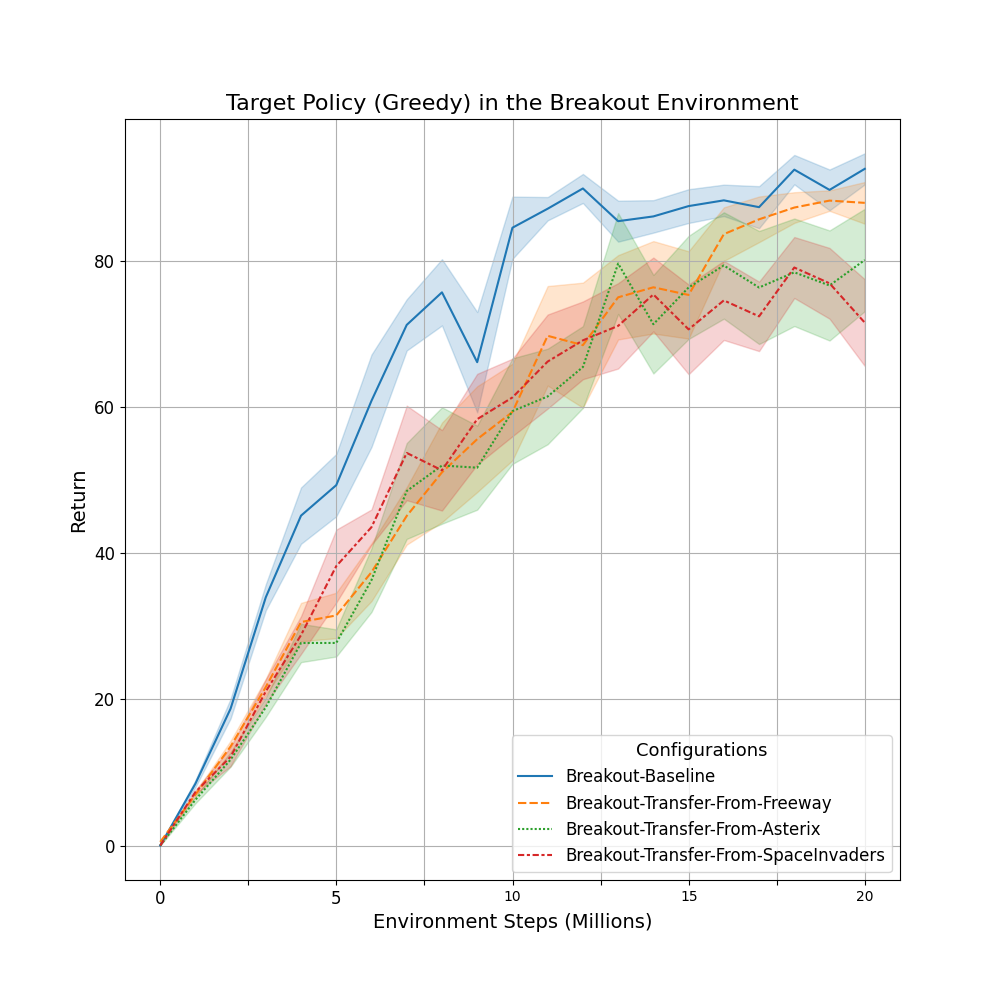 Target Policy (Greedy) in the Breakout Environment
Return
80
60
40
20
0
Configurations
Breakout-Baseline
Breakout-Transfer-From-Freeway
Breakout-Transfer-From-Asterix
Breakout-Transfer-From-SpaceInvaders
0 5 10 15 20
Environment Steps (Millions)